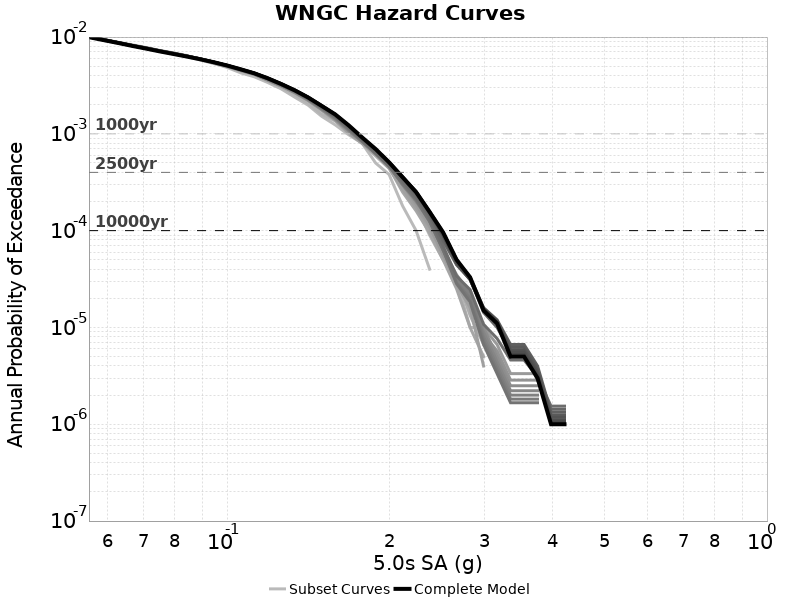 WNGC Hazard Curves
Annual Probability of Exceedance
10-2
10-3
10-4
10-5
10-6
10-7
1000yr
2500yr
10000yr
6 7 8 10-1 2 3 4 5 6 7 8 100
5.0s SA (g)
Subset Curves Complete Model